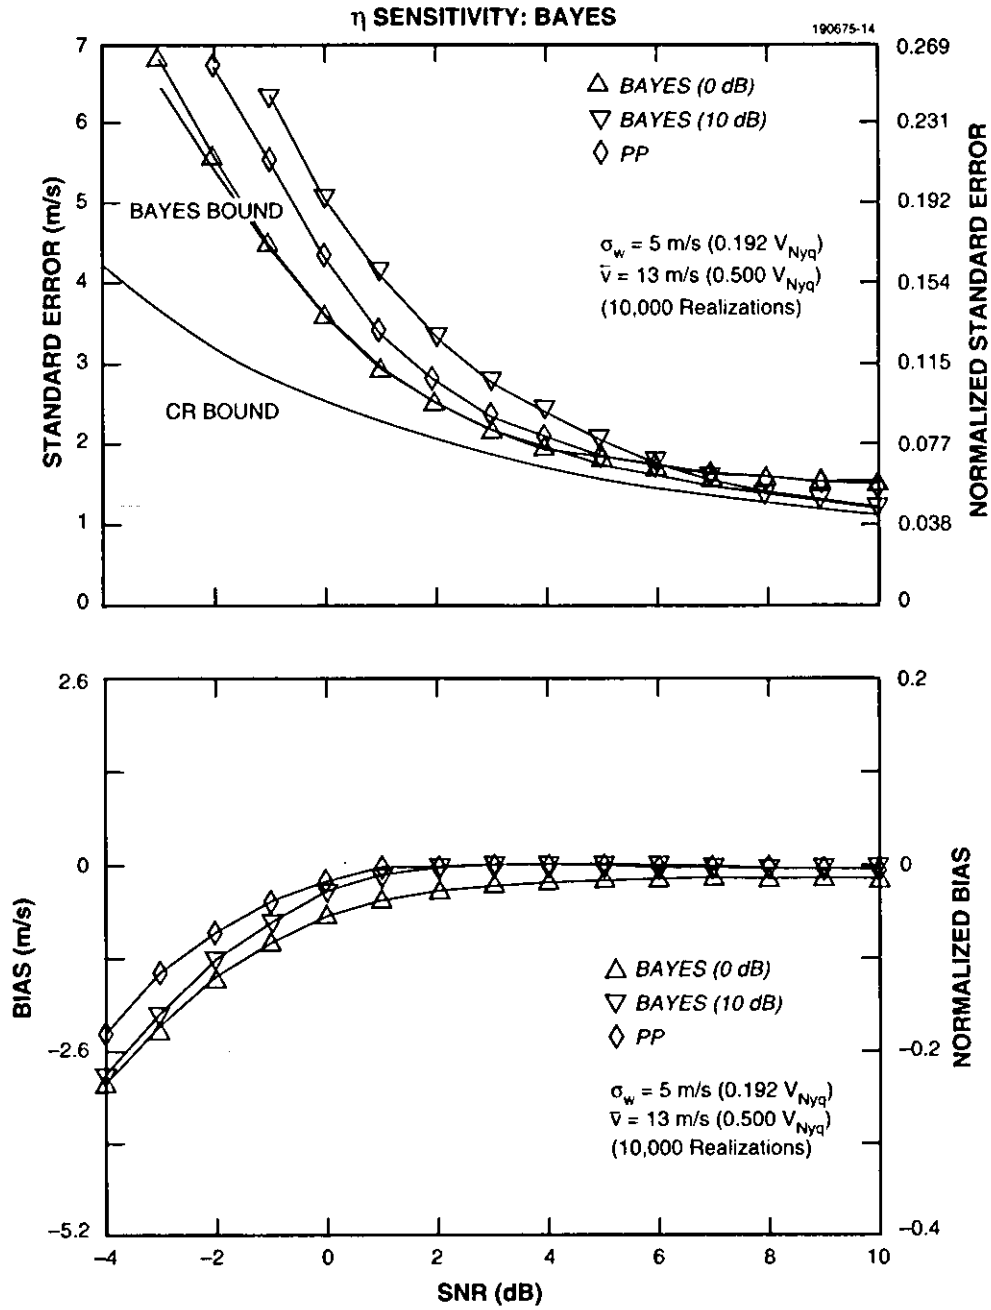 η SENSITIVITY: BAYES
190675-14
7
6
5
4
3
2
1
0
STANDARD ERROR (m/s)
BAYES BOUND
CR BOUND
BAYES (0 dB)
BAYES (10 dB)
PP
σw = 5 m/s (0.192 VNyq)
v̄ = 13 m/s (0.500 VNyq)
(10,000 Realizations)
0.269
0.231
0.192
0.154
0.115
0.077
0.038
0
NORMALIZED STANDARD ERROR
2.6
0
–2.6
–5.2
BIAS (m/s)
BAYES (0 dB)
BAYES (10 dB)
PP
σw = 5 m/s (0.192 VNyq)
v̄ = 13 m/s (0.500 VNyq)
(10,000 Realizations)
0.2
0
–0.2
–0.4
NORMALIZED BIAS
–4 –2 0 2 4 6 8 10
SNR (dB)